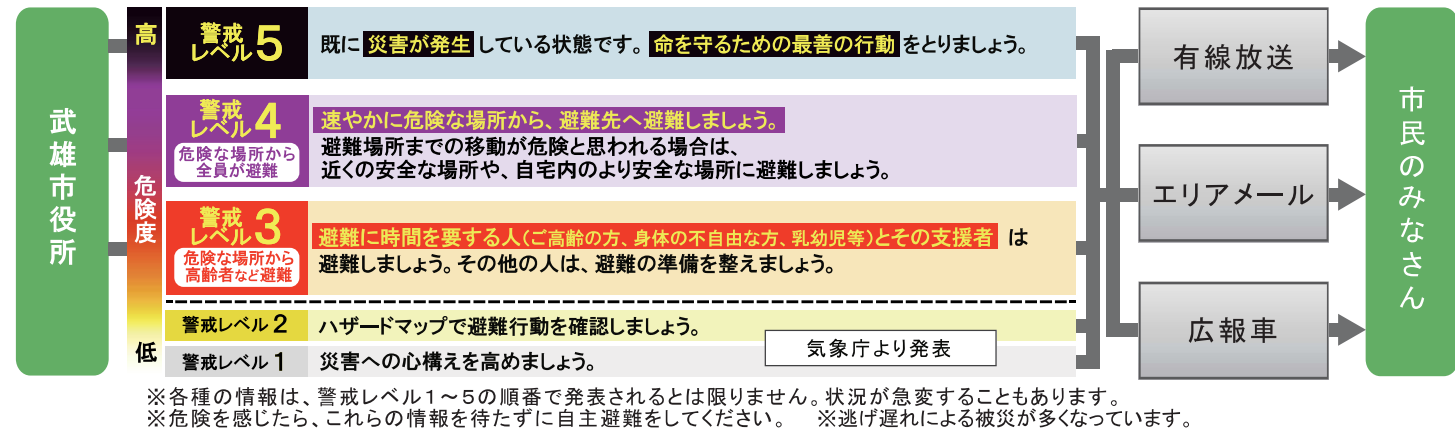 武雄市役所
高
危険度
低
警戒
レベル5
既に災害が発生している状態です。命を守るための最善の行動をとりましょう。
警戒
レベル4
危険な場所から
全員が避難
速やかに危険な場所から、避難先へ避難しましょう。
避難場所までの移動が危険と思われる場合は、
近くの安全な場所や、自宅内のより安全な場所に避難しましょう。
警戒
レベル3
危険な場所から
高齢者など避難
避難に時間を要する人(ご高齢の方、身体の不自由な方、乳幼児等)とその支援者 は
避難しましょう。その他の人は、避難の準備を整えましょう。
警戒レベル 2
ハザードマップで避難行動を確認しましょう。
警戒レベル 1
災害への心構えを高めましょう。
気象庁より発表
有線放送
エリアメール
広報車
市民のみなさん
※各種の情報は、警戒レベル1~5の順番で発表されるとは限りません。状況が急変することもあります。
※危険を感じたら、これらの情報を待たずに自主避難をしてください。 ※逃げ遅れによる被災が多くなっています。